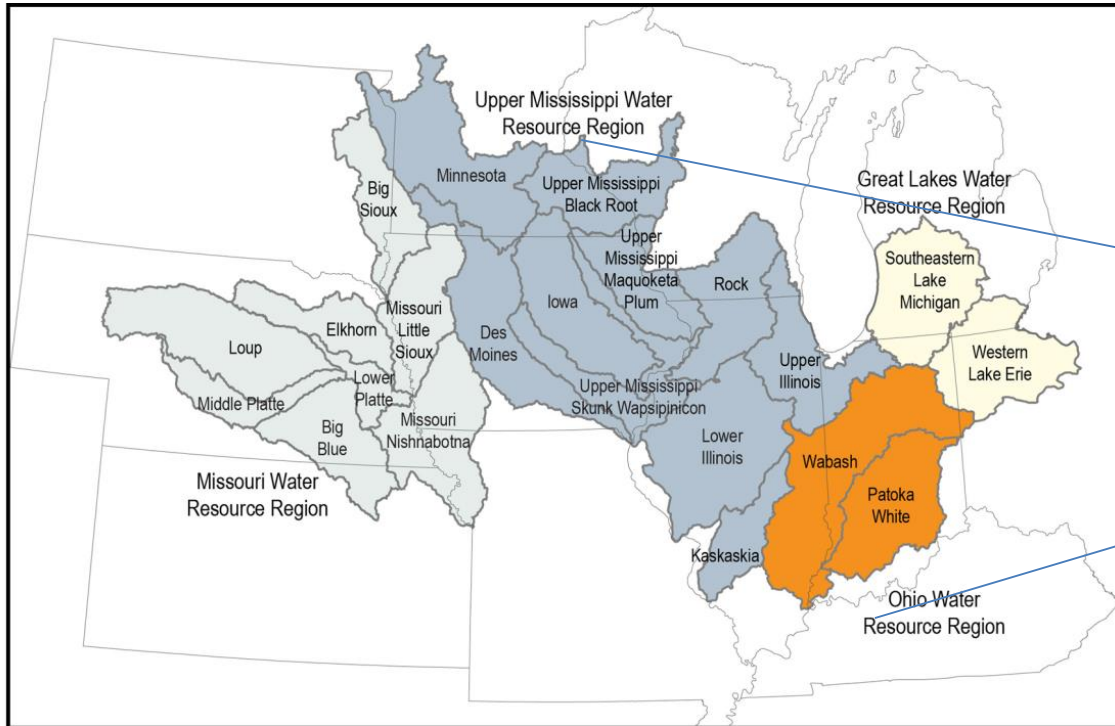 Upper Mississippi Water
Resource Region
Great Lakes Water
Resource Region
Minnesota
Big
Sioux
Upper Mississippi
Black Root
Upper
Mississippi
Maquoketa
Plum
Southeastern
Lake
Michigan
Rock
Iowa
Missouri
Little
Sioux
Elkhorn
Loup
Des
Moines
Upper
Illinois
Western
Lake Erie
Lower
Platte
Middle Platte
Upper Mississippi
Skunk Wapsipinicon
Big
Blue
Missouri
Nishnabotna
Lower
Illinois
Wabash
Missouri Water
Resource Region
Patoka
White
Kaskaskia
Ohio Water
Resource Region